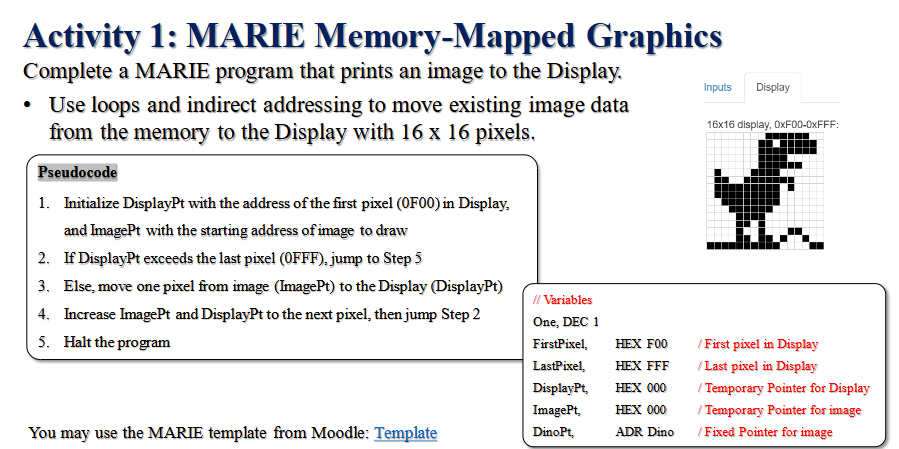 Activity 1: MARIE Memory-Mapped Graphics
Complete a MARIE program that prints an image to the Display.
• Use loops and indirect addressing to move existing image data
from the memory to the Display with 16 x 16 pixels.
Inputs Display
16x16 display, 0xF00-0xFFF:
Pseudocode
1. Initialize DisplayPt with the address of the first pixel (0F00) in Display,
and ImagePt with the starting address of image to draw
2. If DisplayPt exceeds the last pixel (0FFF), jump to Step 5
3. Else, move one pixel from image (ImagePt) to the Display (DisplayPt)
4. Increase ImagePt and DisplayPt to the next pixel, then jump Step 2
5. Halt the program
// Variables
One, DEC 1
FirstPixel, HEX F00 / First pixel in Display
LastPixel, HEX FFF / Last pixel in Display
DisplayPt, HEX 000 / Temporary Pointer for Display
ImagePt, HEX 000 / Temporary Pointer for image
DinoPt, ADR Dino / Fixed Pointer for image
You may use the MARIE template from Moodle: Template